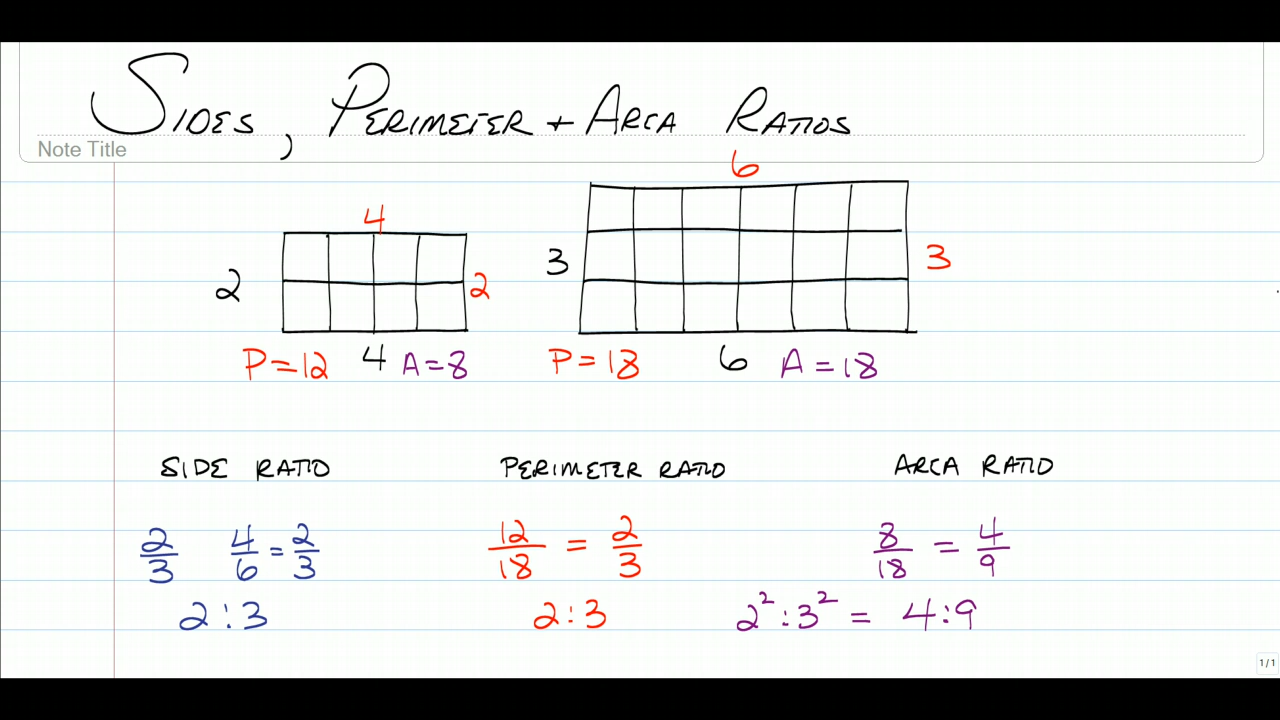 SIDES, PERIMETER + AREA RATIOS
Note Title
6
4
2 2 3 3
P=12 4 A=8 P=18 6 A=18
SIDE RATIO PERIMETER RATIO AREA RATIO
2/3 4/6 = 2/3 12/18 = 2/3 8/18 = 4/9
2:3 2:3 2²:3² = 4:9
1/1